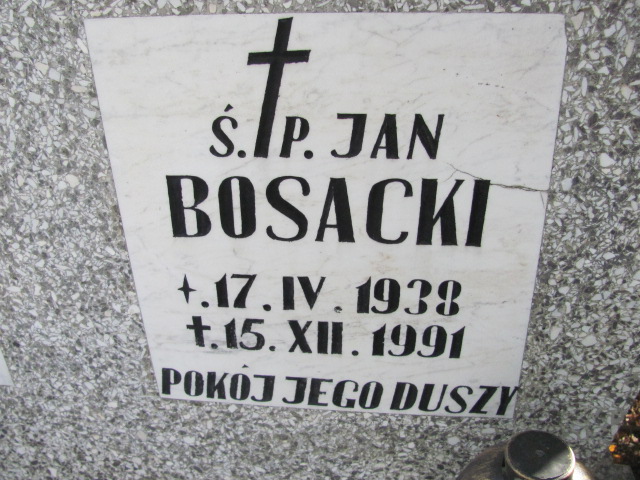 Ś.P. JAN
BOSACKI
17.IV.1938
✝.15.XII.1991
POKÓJ JEGO DUSZY